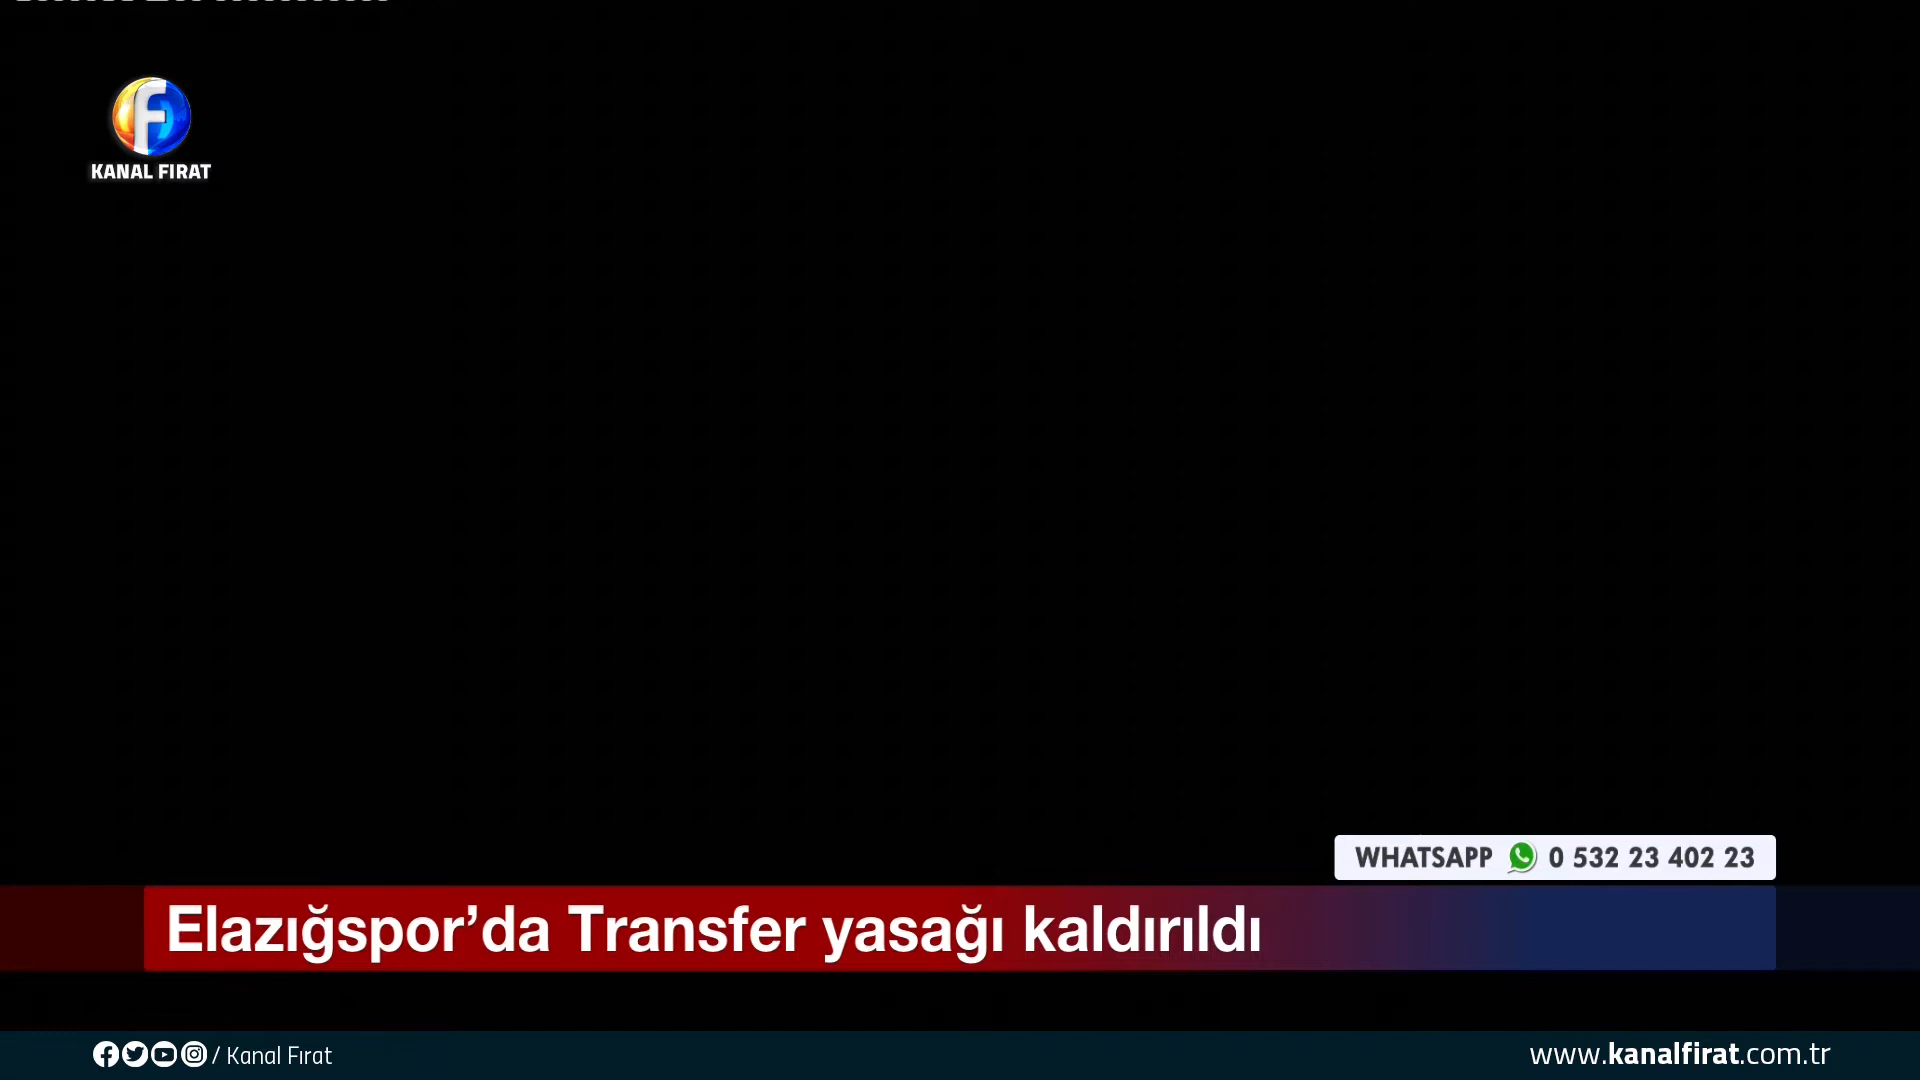 KANAL FIRAT
WHATSAPP 0 532 23 402 23
Elazığspor’da Transfer yasağı kaldırıldı
/ Kanal Fırat
www.kanalfirat.com.tr